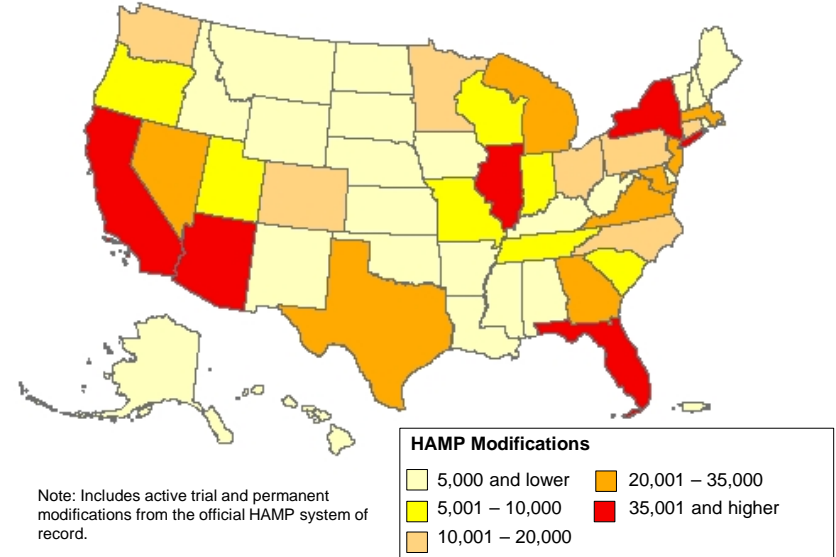 HAMP Modifications
5,000 and lower
5,001 – 10,000
10,001 – 20,000
20,001 – 35,000
35,001 and higher
Note: Includes active trial and permanent
modifications from the official HAMP system of
record.